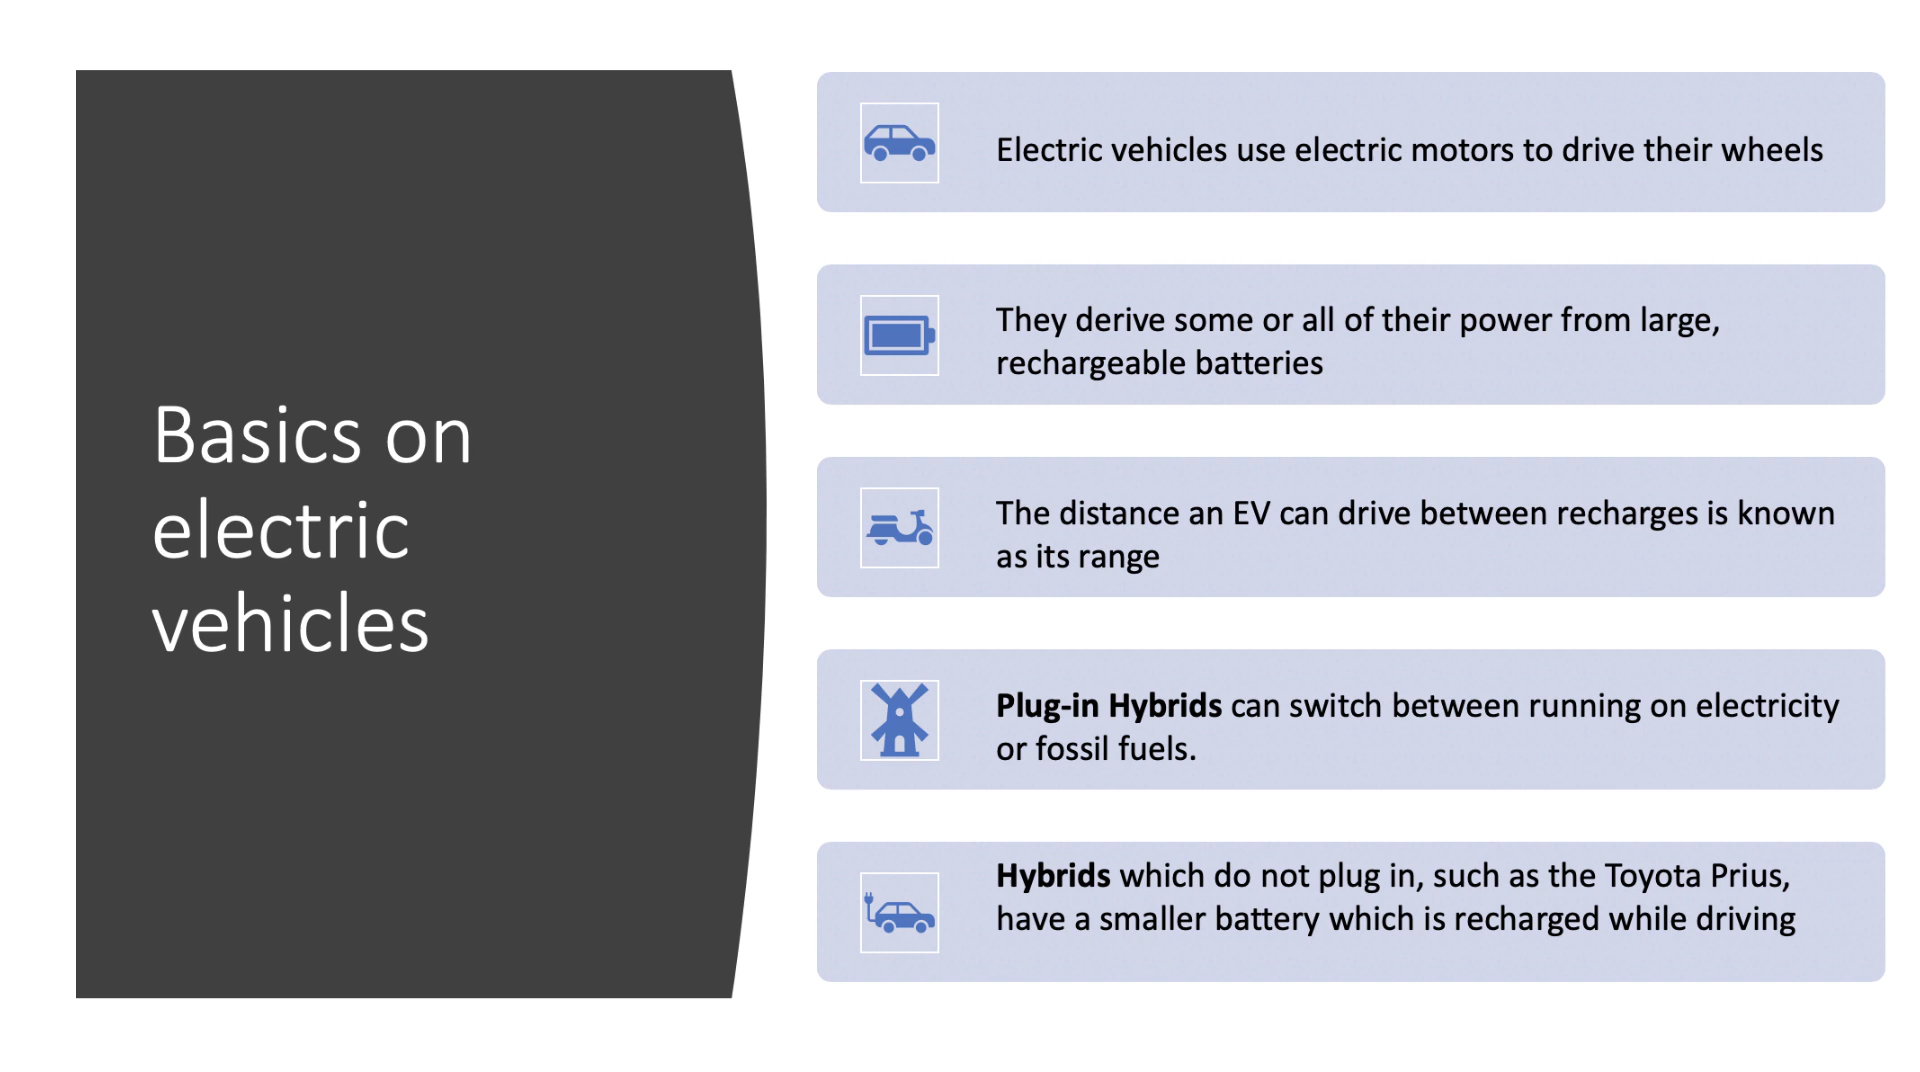 Basics on
electric
vehicles
Electric vehicles use electric motors to drive their wheels
They derive some or all of their power from large,
rechargeable batteries
The distance an EV can drive between recharges is known
as its range
Plug-in Hybrids can switch between running on electricity
or fossil fuels.
Hybrids which do not plug in, such as the Toyota Prius,
have a smaller battery which is recharged while driving